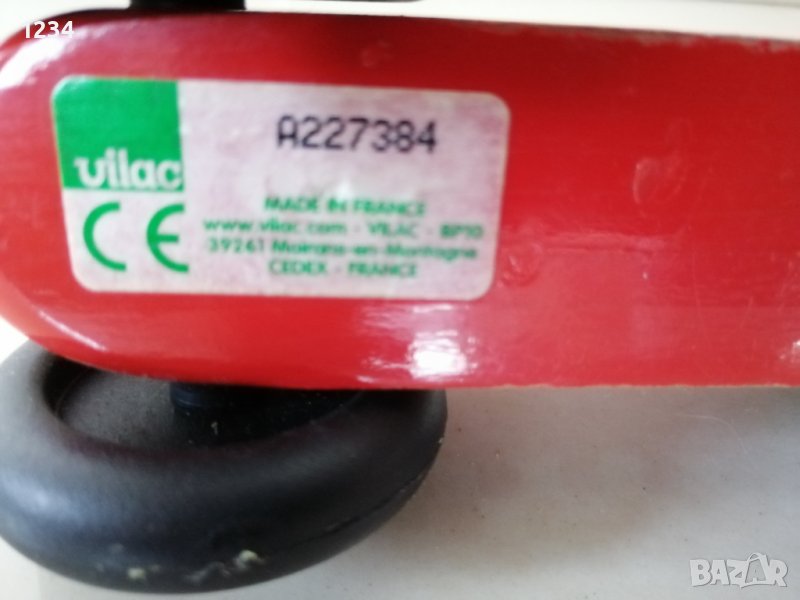 1234
A227384
vilac
CE
MADE IN FRANCE
www.vilac.com - VILAC - BP10
39261 Moirans-en-Montagne
CEDEX - FRANCE
BAZAR